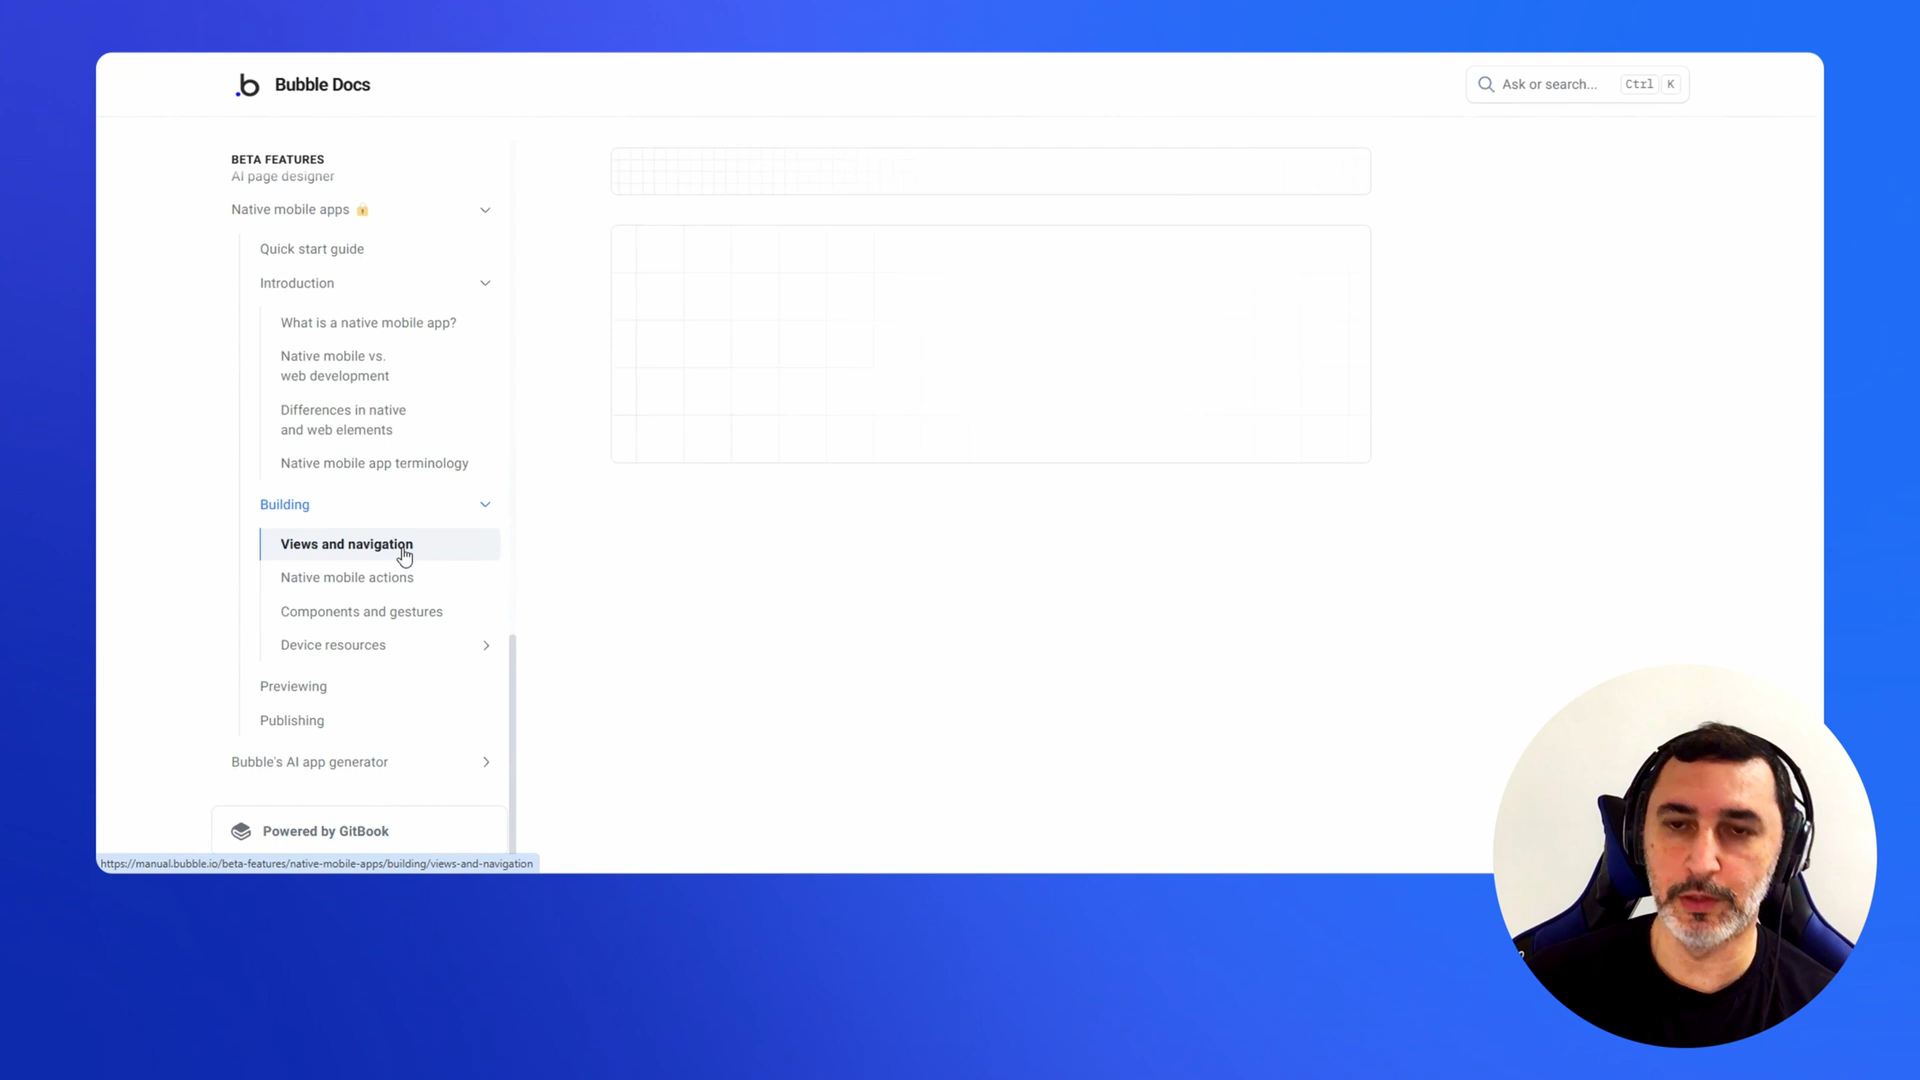 Bubble Docs
Ask or search...
Ctrl
K
BETA FEATURES
AI page designer
Native mobile apps
Quick start guide
Introduction
What is a native mobile app?
Native mobile vs.
web development
Differences in native
and web elements
Native mobile app terminology
Building
Views and navigation
Native mobile actions
Components and gestures
Device resources
Previewing
Publishing
Bubble's AI app generator
Powered by GitBook
https://manual.bubble.io/beta-features/native-mobile-apps/building/views-and-navigation